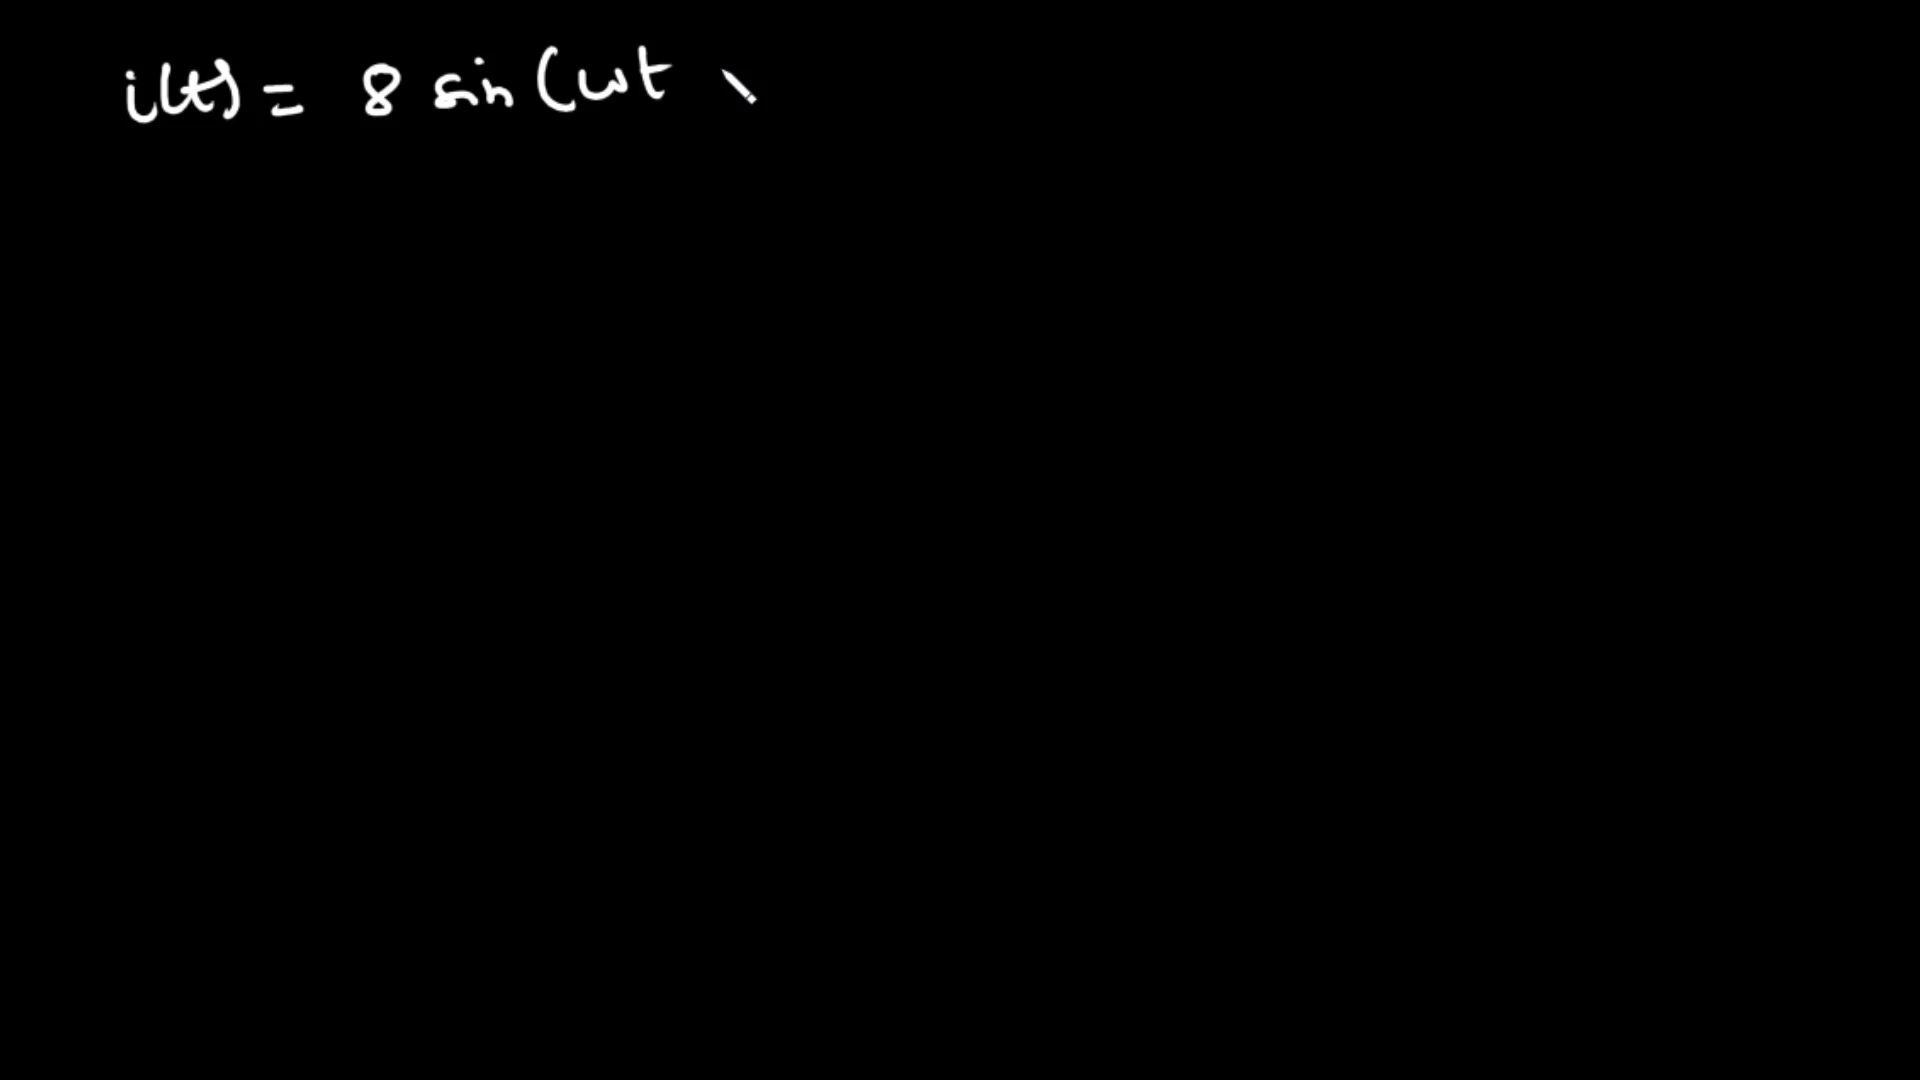 i(t) = 8 sin (ωt